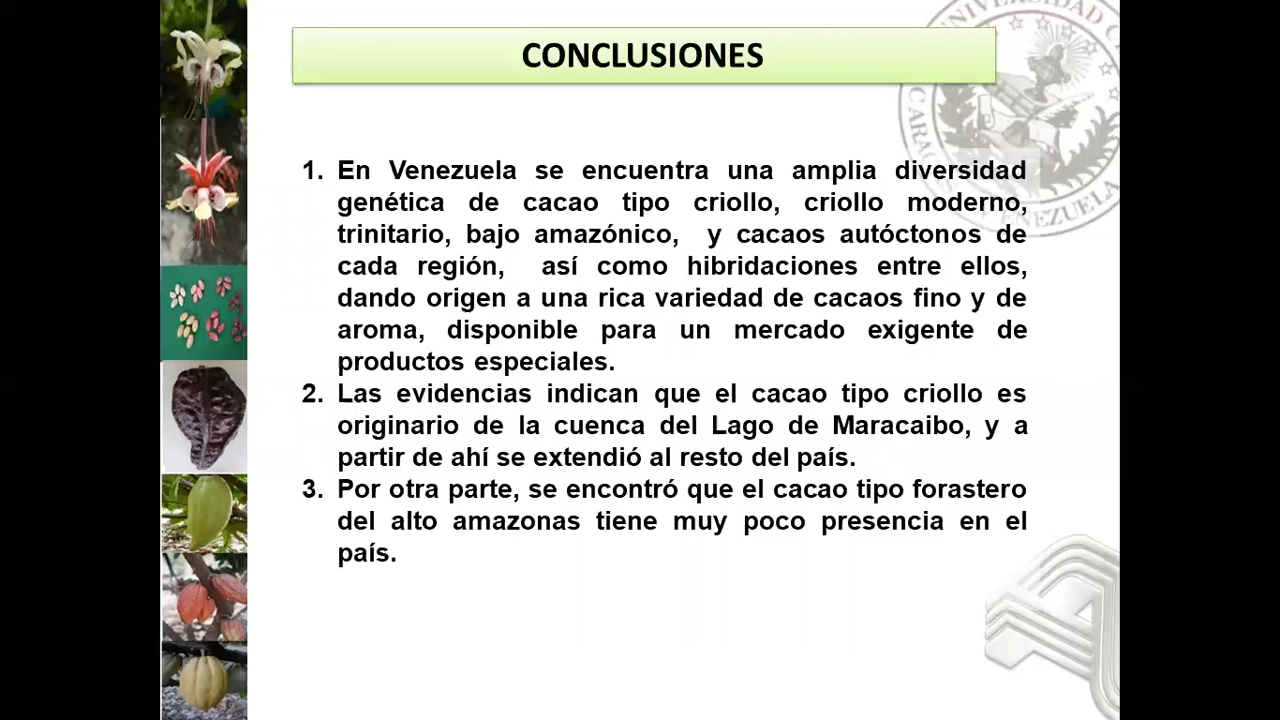 CONCLUSIONES
1. En Venezuela se encuentra una amplia diversidad
genética de cacao tipo criollo, criollo moderno,
trinitario, bajo amazónico, y cacaos autóctonos de
cada región, así como hibridaciones entre ellos,
dando origen a una rica variedad de cacaos fino y de
aroma, disponible para un mercado exigente de
productos especiales.
2. Las evidencias indican que el cacao tipo criollo es
originario de la cuenca del Lago de Maracaibo, y a
partir de ahí se extendió al resto del país.
3. Por otra parte, se encontró que el cacao tipo forastero
del alto amazonas tiene muy poco presencia en el
país.
VENEZUELA